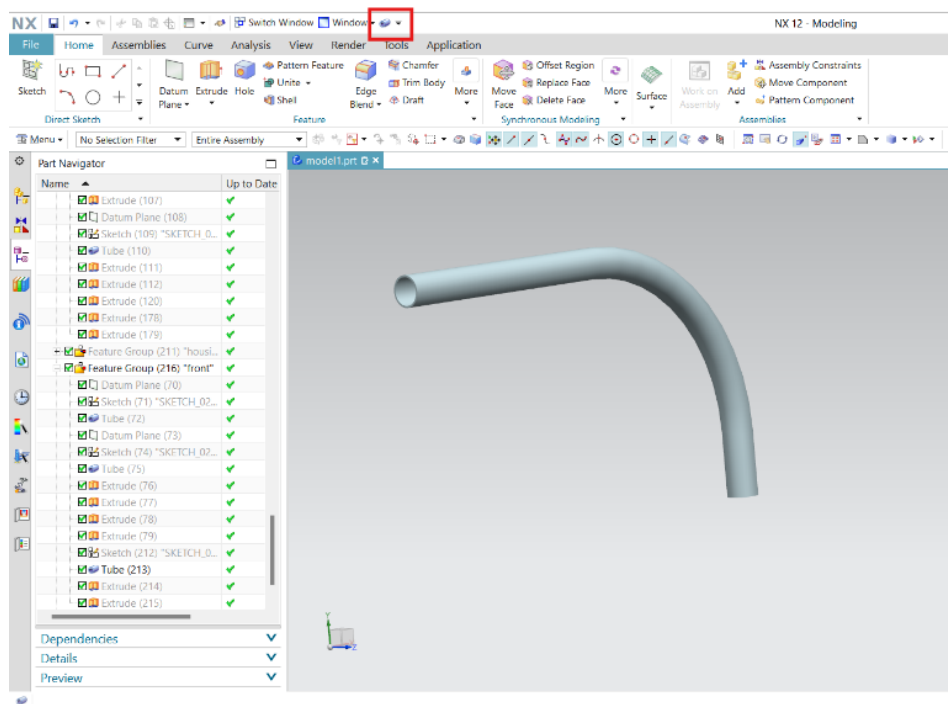 NX Switch Window Window NX 12 - Modeling
File Home Assemblies Curve Analysis View Render Tools Application
Sketch
Direct Sketch
Datum Plane
Extrude
Hole
Pattern Feature
Unite
Shell
Edge Blend
Chamfer
Trim Body
Draft
More
Feature
Move Face
Offset Region
Replace Face
Delete Face
More
Synchronous Modeling
Surface
Work on Assembly
Add
Assembly Constraints
Move Component
Pattern Component
Assemblies
Menu No Selection Filter Entire Assembly
Part Navigator
model1.prt
Name Up to Date
Extrude (107)
Datum Plane (108)
Sketch (109) "SKETCH_0...
Tube (110)
Extrude (111)
Extrude (112)
Extrude (120)
Extrude (178)
Extrude (179)
Feature Group (211) "housi...
Feature Group (216) "front"
Datum Plane (70)
Sketch (71) "SKETCH_02...
Tube (72)
Datum Plane (73)
Sketch (74) "SKETCH_02...
Tube (75)
Extrude (76)
Extrude (77)
Extrude (78)
Extrude (79)
Sketch (212) "SKETCH_0...
Tube (213)
Extrude (214)
Extrude (215)
Dependencies
Details
Preview
Y
Z